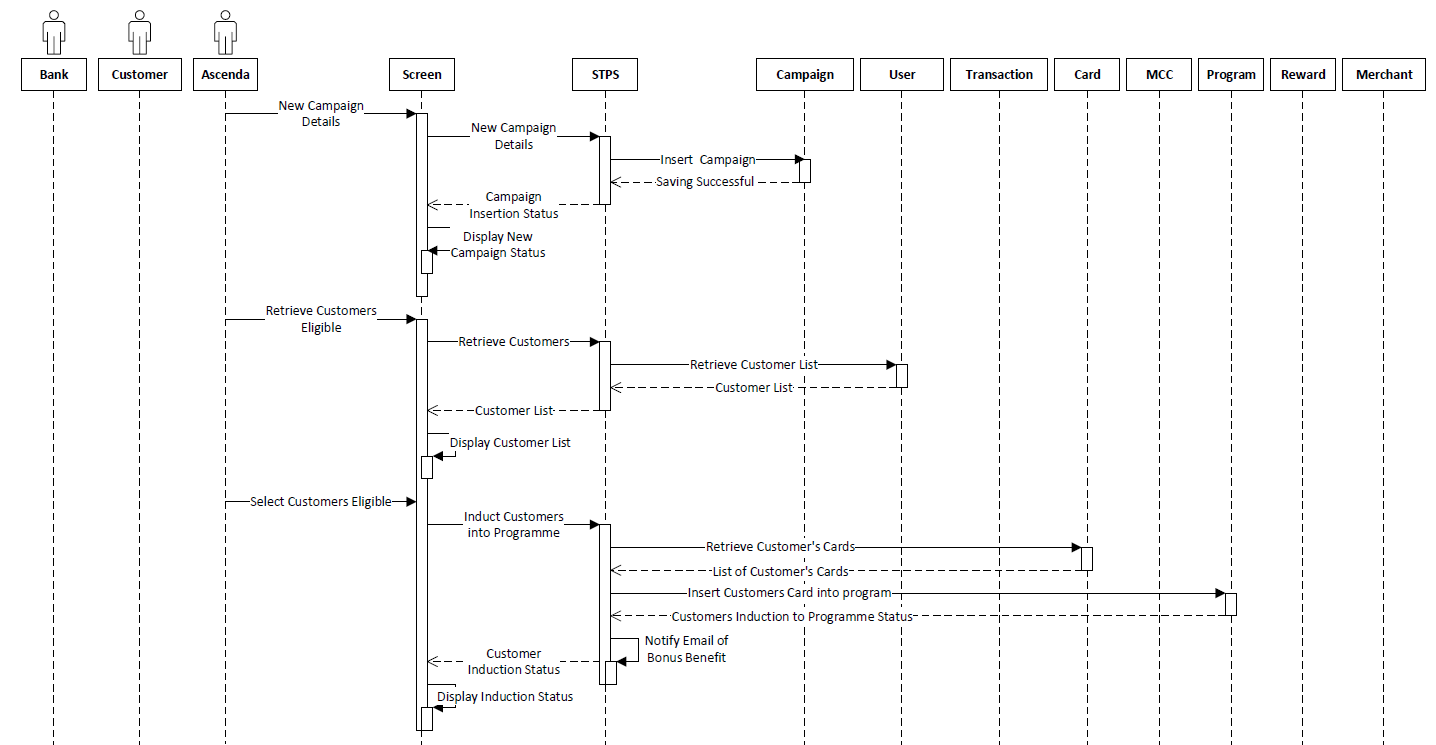 Bank
Customer
Ascenda
Screen
STPS
Campaign
User
Transaction
Card
MCC
Program
Reward
Merchant
New Campaign
Details
New Campaign
Details
Insert Campaign
Saving Successful
Campaign
Insertion Status
Display New
Campaign Status
Retrieve Customers
Eligible
Retrieve Customers
Retrieve Customer List
Customer List
Customer List
Display Customer List
Select Customers Eligible
Induct Customers
into Programme
Retrieve Customer's Cards
List of Customer's Cards
Insert Customers Card into program
Customers Induction to Programme Status
Notify Email of
Bonus Benefit
Customer
Induction Status
Display Induction Status